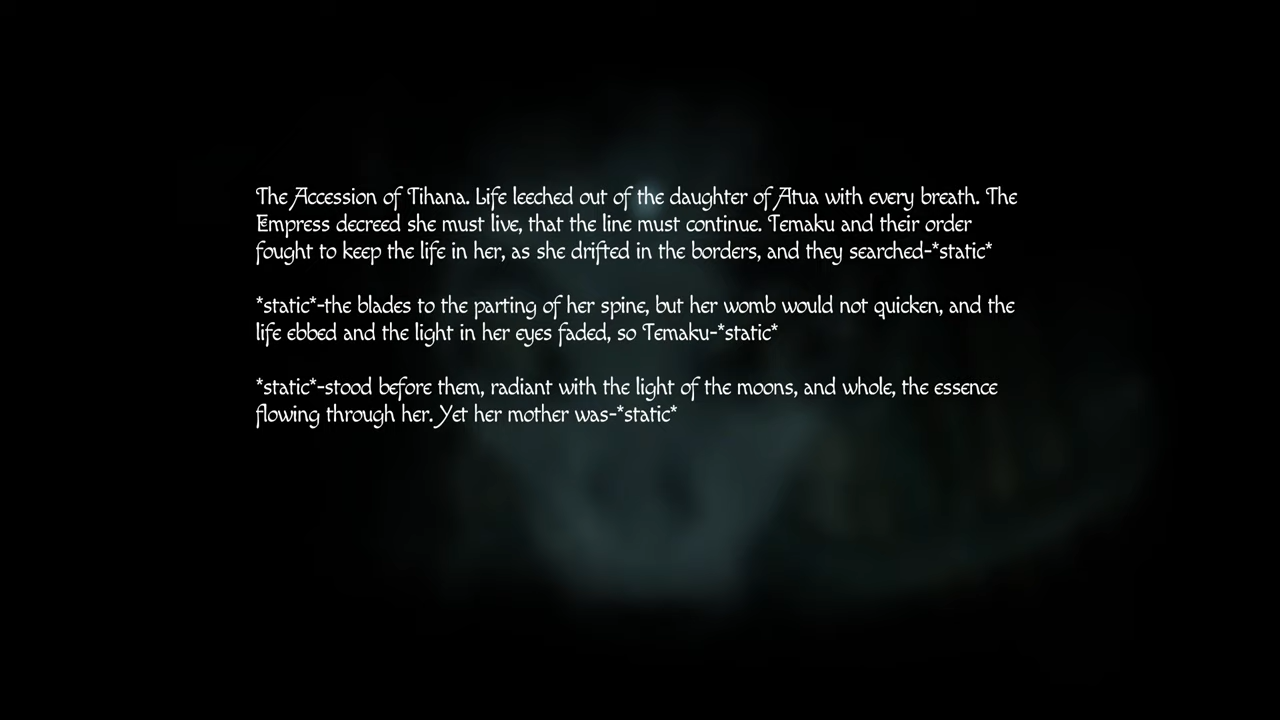 The Accession of Tihana. Life leeched out of the daughter of Atua with every breath. The
Empress decreed she must live, that the line must continue. Temaku and their order
fought to keep the life in her, as she drifted in the borders, and they searched-*static*
*static*-the blades to the parting of her spine, but her womb would not quicken, and the
life ebbed and the light in her eyes faded, so Temaku-*static*
*static*-stood before them, radiant with the light of the moons, and whole, the essence
flowing through her. Yet her mother was-*static*